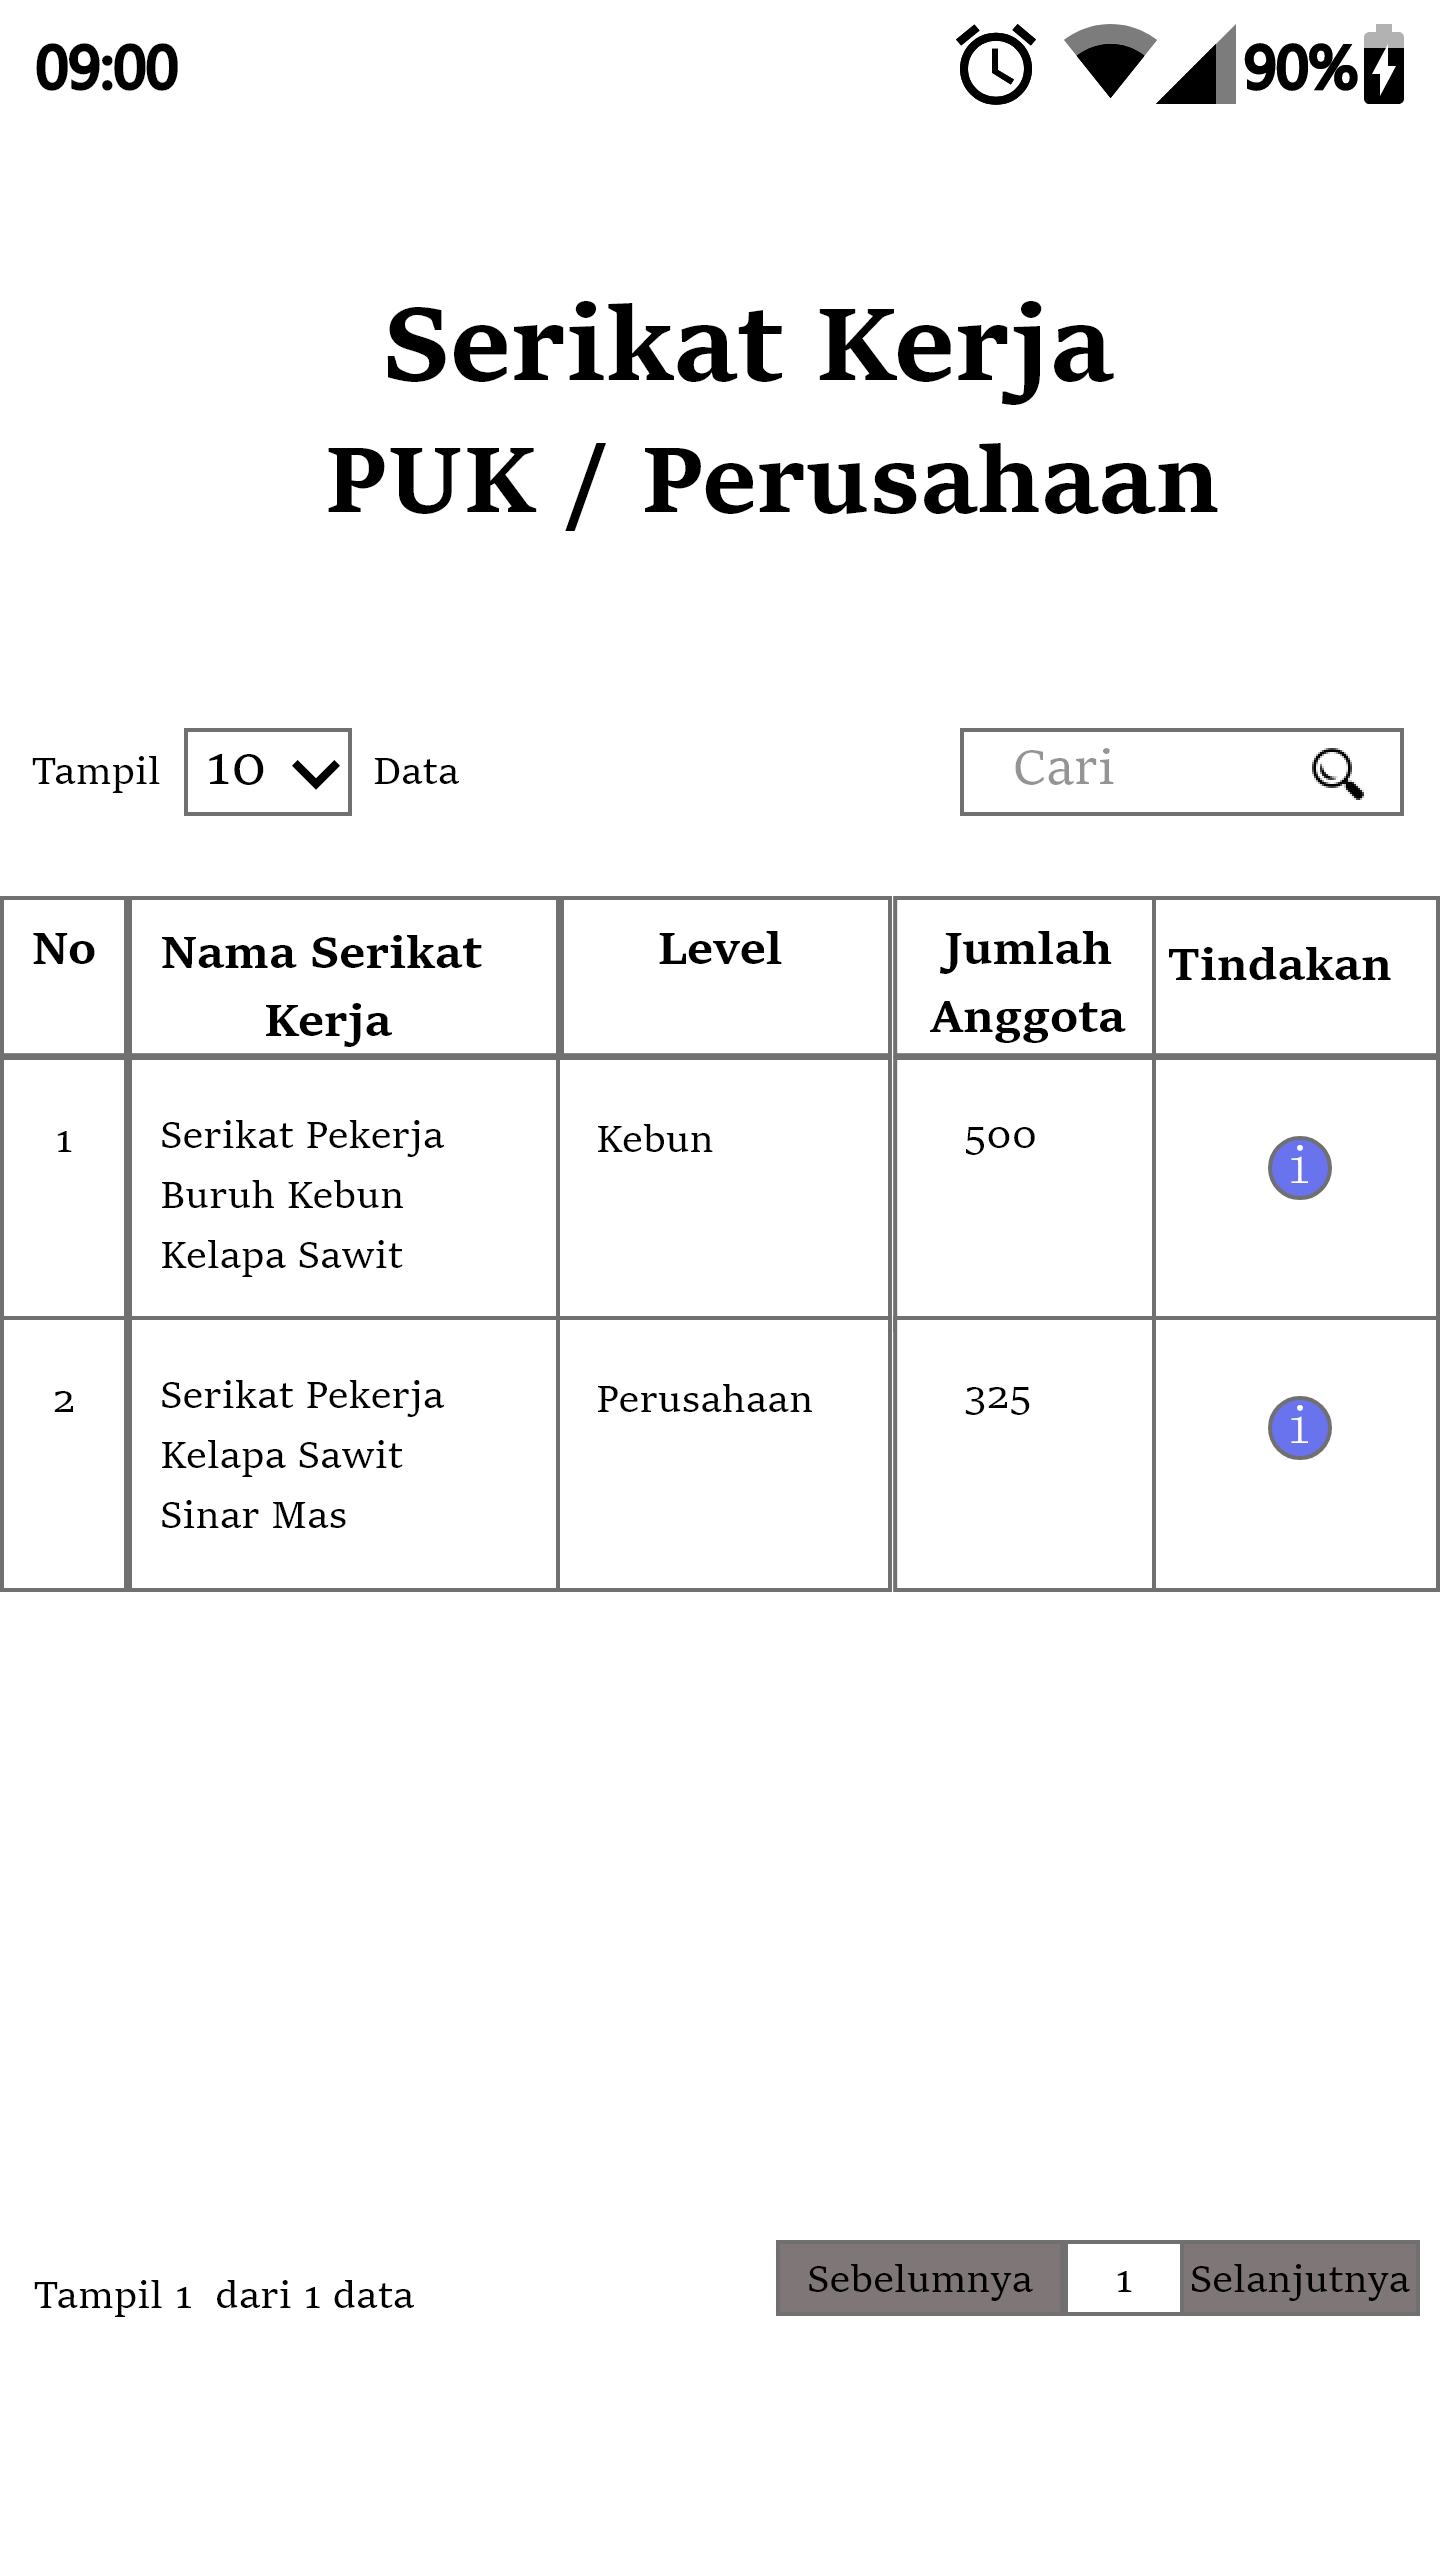 09:00 90%
Serikat Kerja
PUK / Perusahaan
Tampil 10 Data Cari
No Nama Serikat Kerja Level Jumlah Anggota Tindakan
1 Serikat Pekerja Kebun 500 i
Buruh Kebun
Kelapa Sawit
2 Serikat Pekerja Perusahaan 325 i
Kelapa Sawit
Sinar Mas
Tampil 1 dari 1 data Sebelumnya 1 Selanjutnya